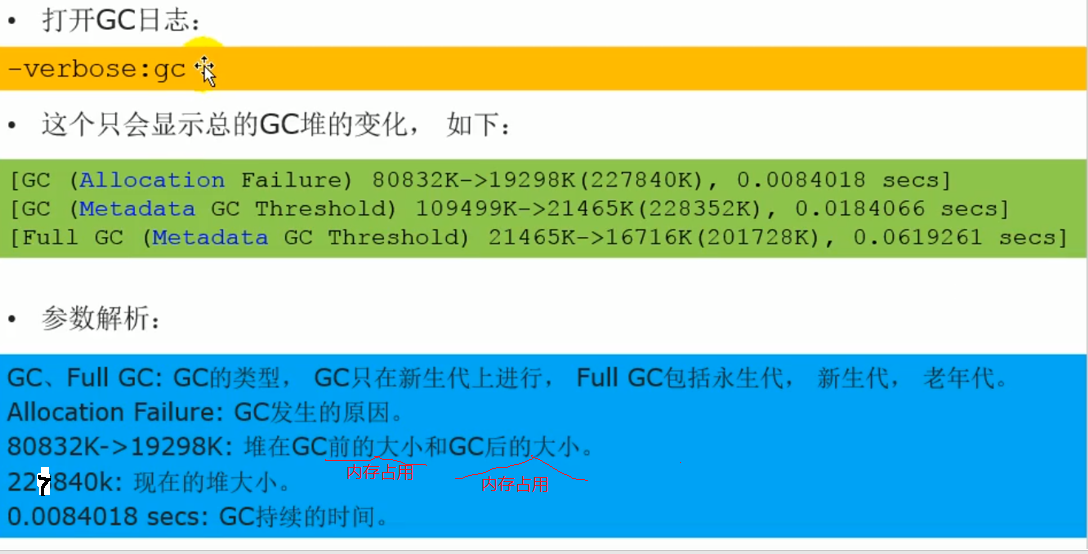 • 打开GC日志：
-verbose:gc
• 这个只会显示总的GC堆的变化， 如下：
[GC (Allocation Failure) 80832K->19298K(227840K), 0.0084018 secs]
[GC (Metadata GC Threshold) 109499K->21465K(228352K), 0.0184066 secs]
[Full GC (Metadata GC Threshold) 21465K->16716K(201728K), 0.0619261 secs]
• 参数解析：
GC、Full GC: GC的类型， GC只在新生代上进行， Full GC包括永生代， 新生代， 老年代。
Allocation Failure: GC发生的原因。
80832K->19298K: 堆在GC前的大小和GC后的大小。
内存占用 内存占用
227840k: 现在的堆大小。
0.0084018 secs: GC持续的时间。